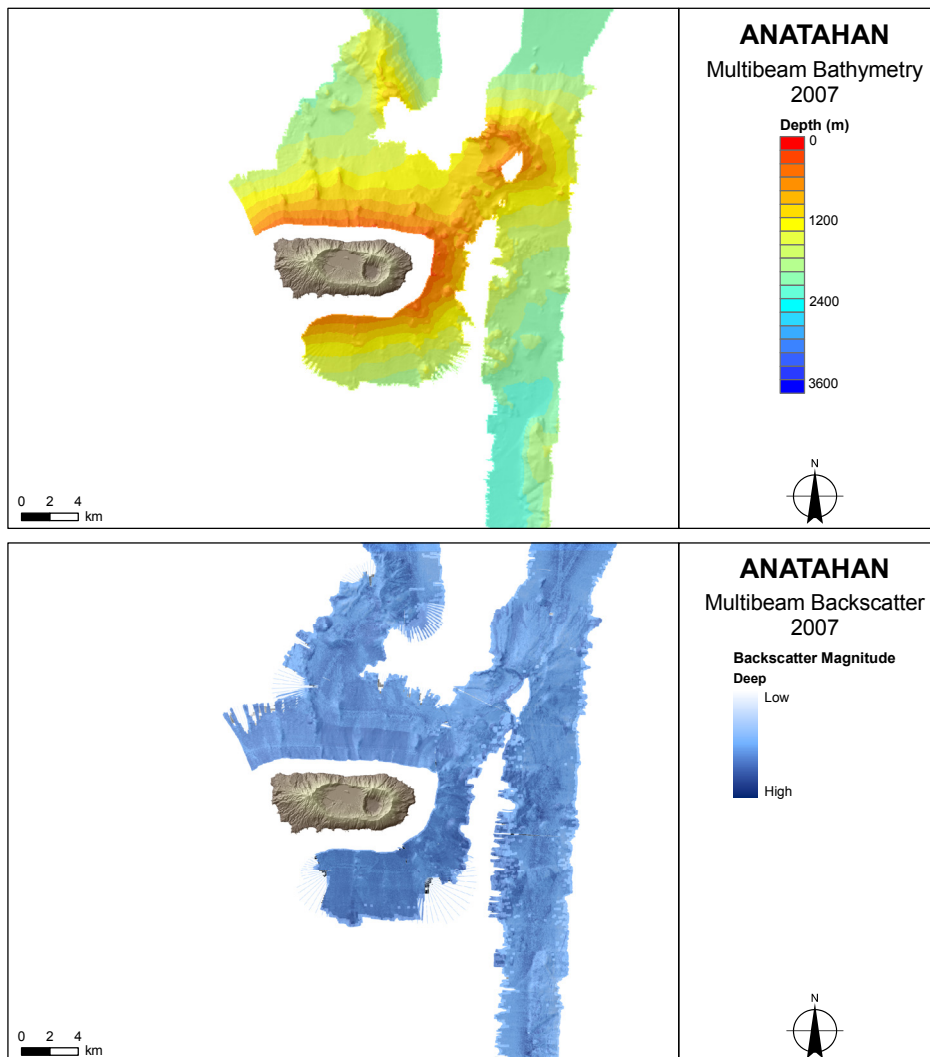 ANATAHAN
Multibeam Bathymetry
2007
Depth (m)
0
1200
2400
3600
N
0 2 4
km
ANATAHAN
Multibeam Backscatter
2007
Backscatter Magnitude
Deep
Low
High
N
0 2 4
km